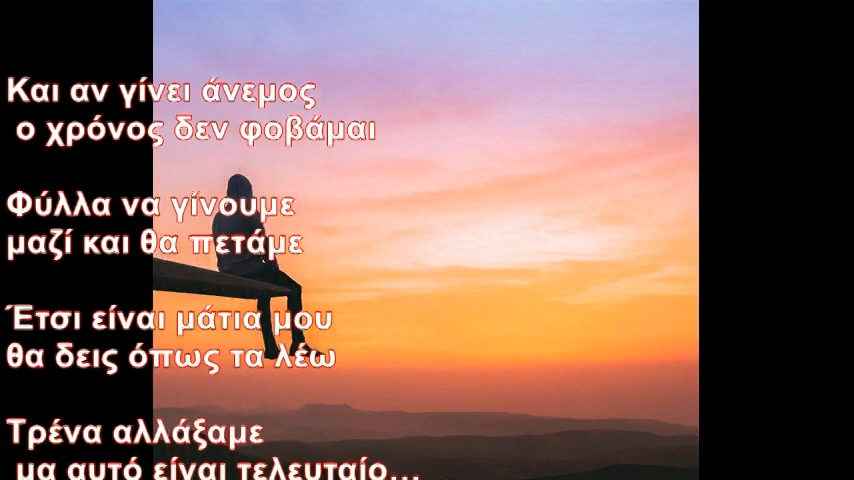 Και αν γίνει άνεμος
ο χρόνος δεν φοβάμαι
Φύλλα να γίνουμε
μαζί και θα πετάμε
Έτσι είναι μάτια μου
θα δεις όπως τα λέω
Τρένα αλλάξαμε
μα αυτό είναι τελευταίο...